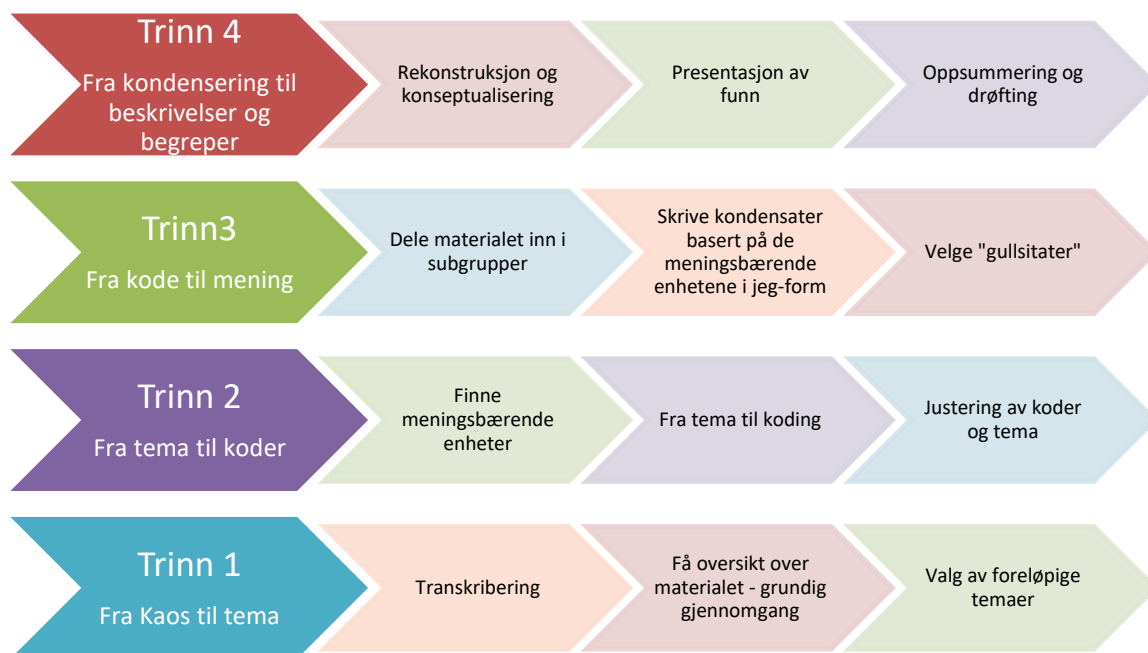 Trinn 4
Fra kondensering til
beskrivelser og
begreper
Rekonstruksjon og
konseptualisering
Presentasjon av
funn
Oppsummering og
drøfting
Trinn3
Fra kode til mening
Dele materialet inn i
subgrupper
Skrive kondensater
basert på de
meningsbærende
enhetene i jeg-form
Velge "gullsitater"
Trinn 2
Fra tema til koder
Finne
meningsbærende
enheter
Fra tema til koding
Justering av koder
og tema
Trinn 1
Fra Kaos til tema
Transkribering
Få oversikt over
materialet - grundig
gjennomgang
Valg av foreløpige
temaer